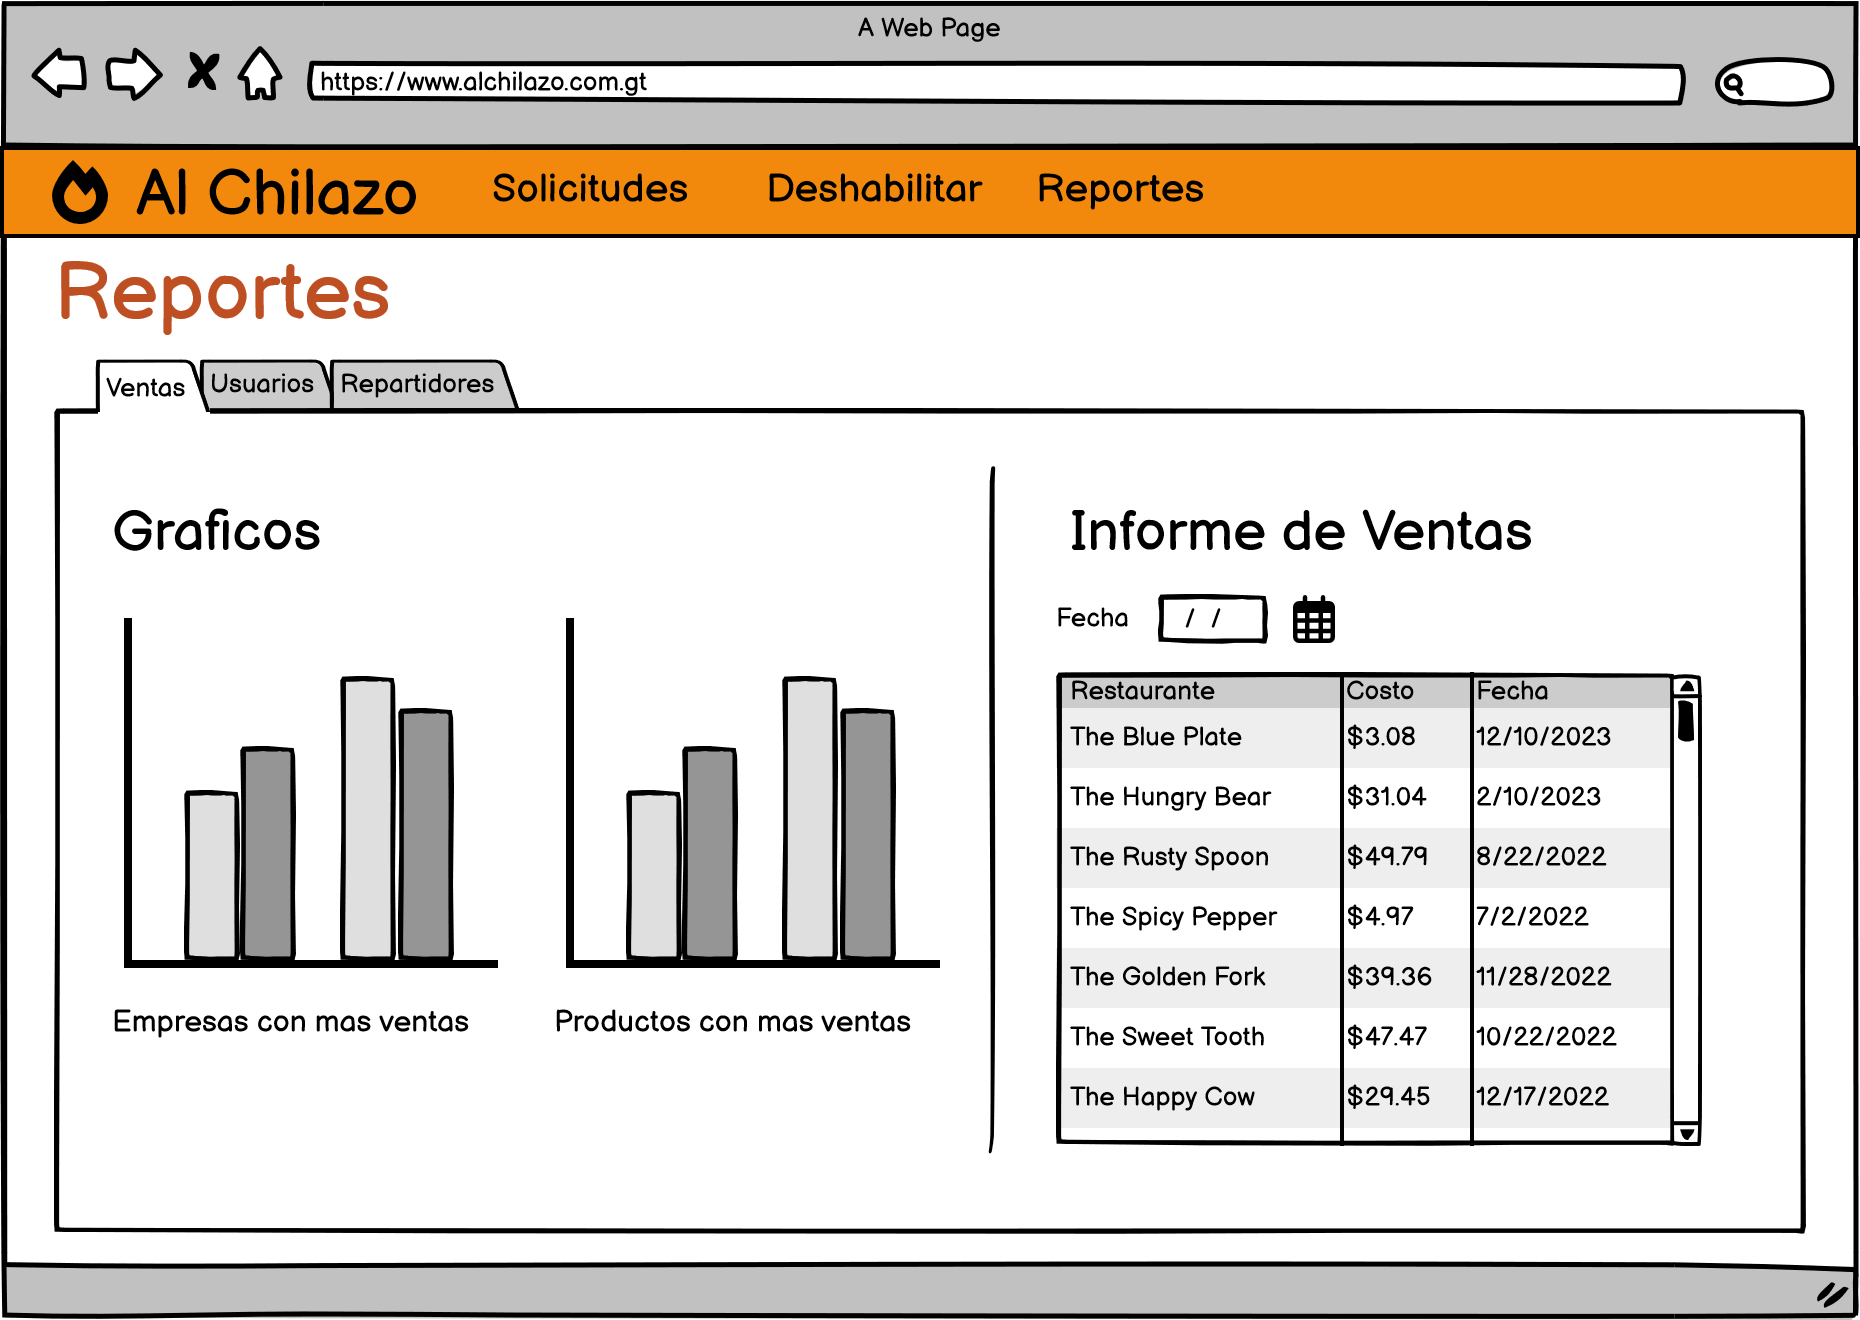 A Web Page
https://www.alchilazo.com.gt
Al Chilazo Solicitudes Deshabilitar Reportes
Reportes
Ventas Usuarios Repartidores
Graficos
Empresas con mas ventas
Productos con mas ventas
Informe de Ventas
Fecha / /
Restaurante Costo Fecha
The Blue Plate $3.08 12/10/2023
The Hungry Bear $31.04 2/10/2023
The Rusty Spoon $49.79 8/22/2022
The Spicy Pepper $4.97 7/2/2022
The Golden Fork $39.36 11/28/2022
The Sweet Tooth $47.47 10/22/2022
The Happy Cow $29.45 12/17/2022